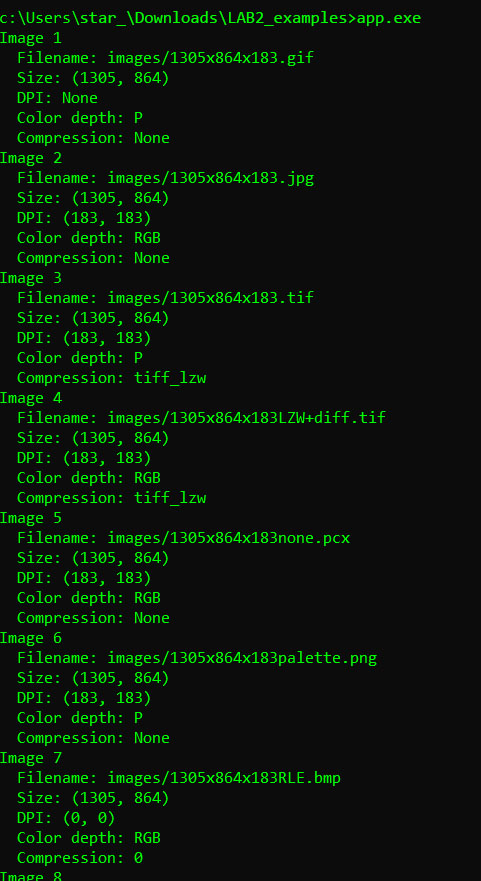 c:\Users\star_\Downloads\LAB2_examples>app.exe
Image 1
  Filename: images/1305x864x183.gif
  Size: (1305, 864)
  DPI: None
  Color depth: P
  Compression: None
Image 2
  Filename: images/1305x864x183.jpg
  Size: (1305, 864)
  DPI: (183, 183)
  Color depth: RGB
  Compression: None
Image 3
  Filename: images/1305x864x183.tif
  Size: (1305, 864)
  DPI: (183, 183)
  Color depth: P
  Compression: tiff_lzw
Image 4
  Filename: images/1305x864x183LZW+diff.tif
  Size: (1305, 864)
  DPI: (183, 183)
  Color depth: RGB
  Compression: tiff_lzw
Image 5
  Filename: images/1305x864x183none.pcx
  Size: (1305, 864)
  DPI: (183, 183)
  Color depth: RGB
  Compression: None
Image 6
  Filename: images/1305x864x183palette.png
  Size: (1305, 864)
  DPI: (183, 183)
  Color depth: P
  Compression: None
Image 7
  Filename: images/1305x864x183RLE.bmp
  Size: (1305, 864)
  DPI: (0, 0)
  Color depth: RGB
  Compression: 0
Image 8